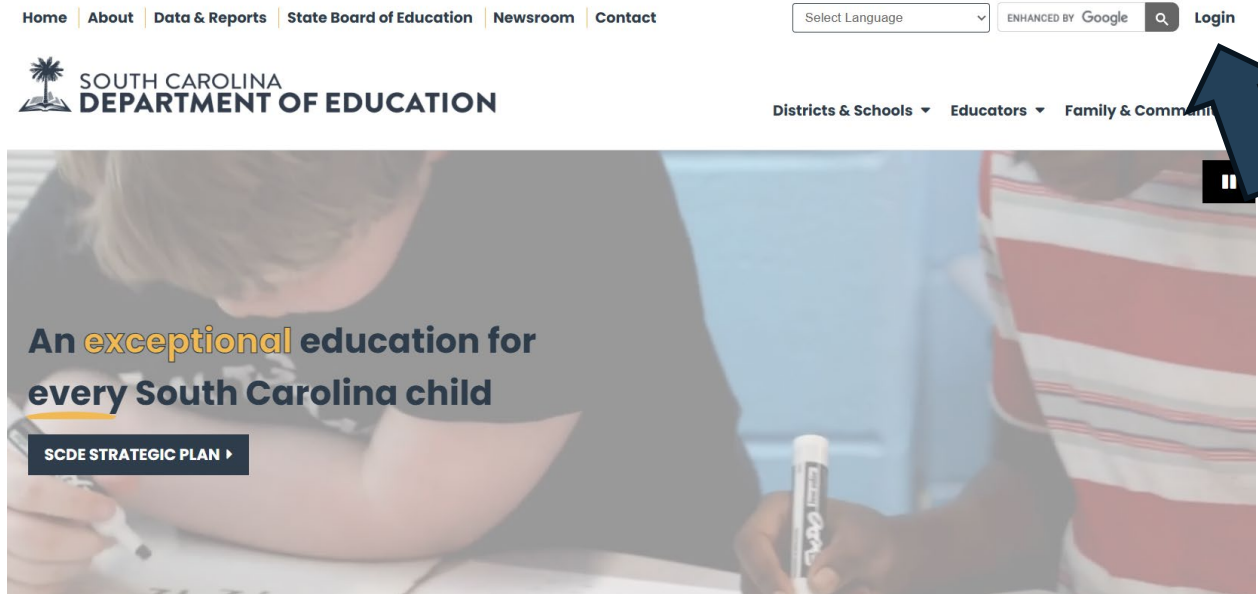 Home About Data & Reports State Board of Education Newsroom Contact Select Language ENHANCED BY Google Login
SOUTH CAROLINA
DEPARTMENT OF EDUCATION
Districts & Schools Educators Family &
An exceptional education for
every South Carolina child
SCDE STRATEGIC PLAN